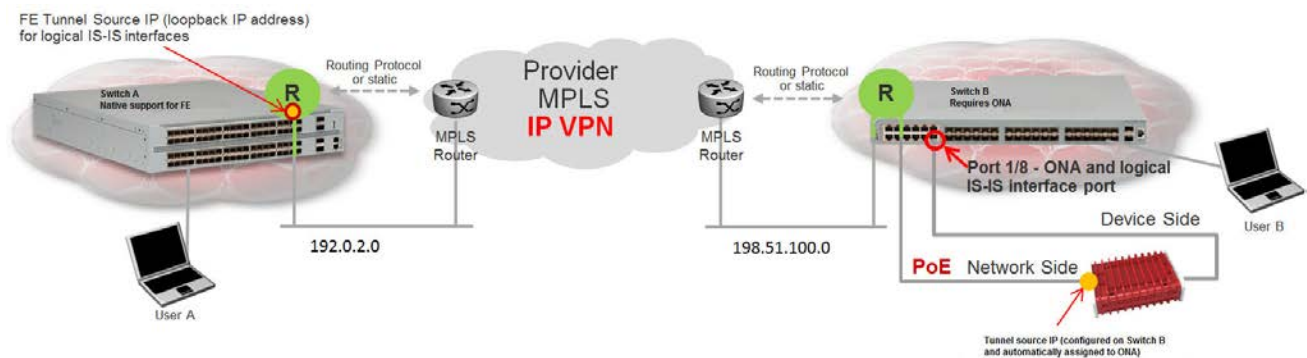 FE Tunnel Source IP (loopback IP address)
for logical IS-IS interfaces
Switch A
Native support for FE
R
Routing Protocol
or static
MPLS
Router
Provider
MPLS
IP VPN
MPLS
Router
Routing Protocol
or static
R
Switch B
Requires ONA
Port 1/8 - ONA and logical
IS-IS interface port
User A
192.0.2.0
198.51.100.0
Device Side
User B
PoE Network Side
Tunnel source IP (configured on Switch B
and automatically assigned to ONA)